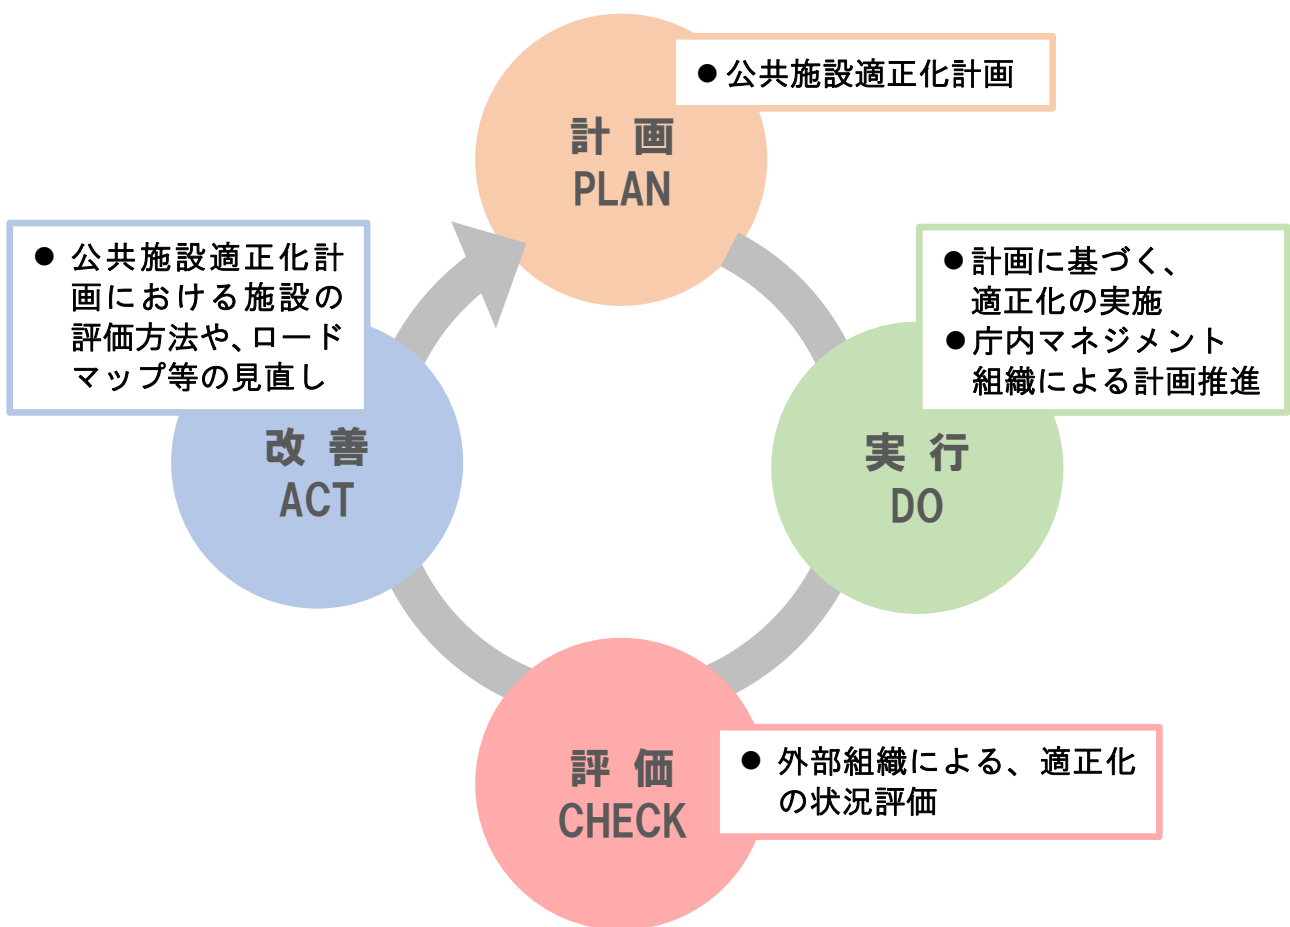 計画
PLAN
● 公共施設適正化計画
● 計画に基づく、
適正化の実施
● 庁内マネジメント
組織による計画推進
実行
DO
評価
CHECK
● 外部組織による、適正化
の状況評価
● 公共施設適正化計
画における施設の
評価方法や、ロード
マップ等の見直し
改善
ACT